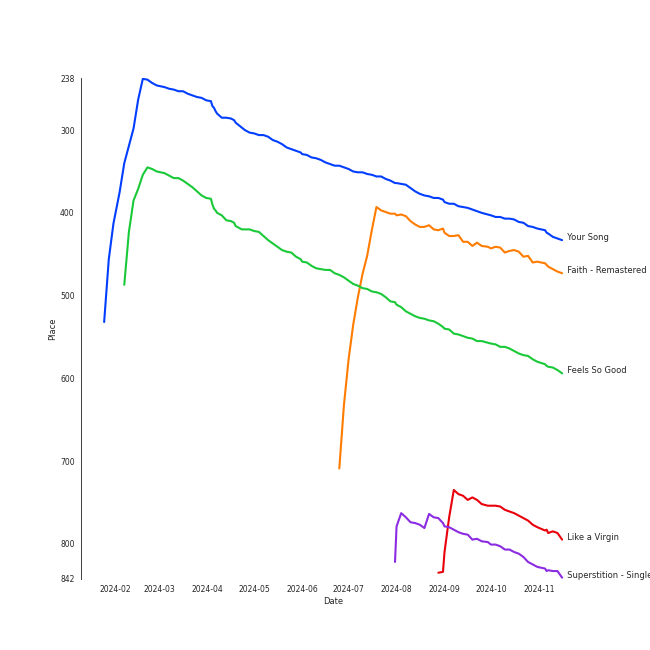 238
300
400
500
600
700
800
842
Place
2024-02
2024-03
2024-04
2024-05
2024-06
2024-07
2024-08
2024-09
2024-10
2024-11
Date
Your Song
Faith - Remastered
Feels So Good
Like a Virgin
Superstition - Single